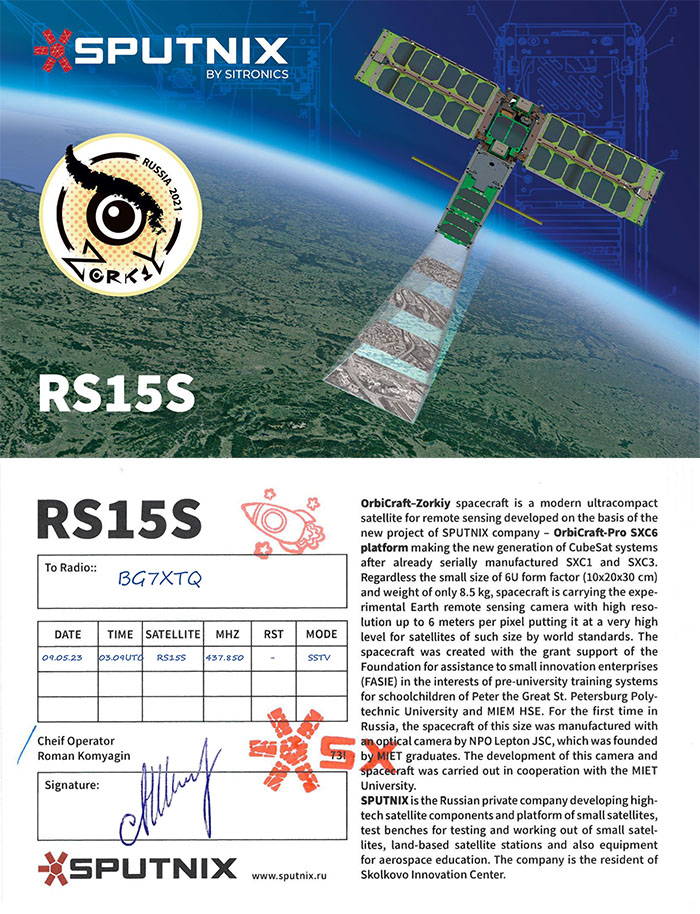 SPUTNIX
BY SITRONICS
RUSSIA 2021
ZORK1Y
RS15S
RS15S
To Radio::
BG7XTQ
DATE TIME SATELLITE MHZ RST MODE
09.05.23 03.09UTC RS15S 437.850 - SSTV
Cheif Operator
Roman Komyagin
73!
SX
Signature:
SPUTNIX
www.sputnix.ru
OrbiCraft–Zorkiy spacecraft is a modern ultracompact
satellite for remote sensing developed on the basis of the
new project of SPUTNIX company – OrbiCraft-Pro SXC6
platform making the new generation of CubeSat systems
after already serially manufactured SXC1 and SXC3.
Regardless the small size of 6U form factor (10x20x30 cm)
and weight of only 8.5 kg, spacecraft is carrying the expe-
rimental Earth remote sensing camera with high reso-
lution up to 6 meters per pixel putting it at a very high
level for satellites of such size by world standards. The
spacecraft was created with the grant support of the
Foundation for assistance to small innovation enterprises
(FASIE) in the interests of pre-university training systems
for schoolchildren of Peter the Great St. Petersburg Poly-
technic University and MIEM HSE. For the first time in
Russia, the spacecraft of this size was manufactured with
an optical camera by NPO Lepton JSC, which was founded
by MIET graduates. The development of this camera and
spacecraft was carried out in cooperation with the MIET
University.
SPUTNIX is the Russian private company developing high-
tech satellite components and platform of small satellites,
test benches for testing and working out of small satel-
lites, land-based satellite stations and also equipment
for aerospace education. The company is the resident of
Skolkovo Innovation Center.